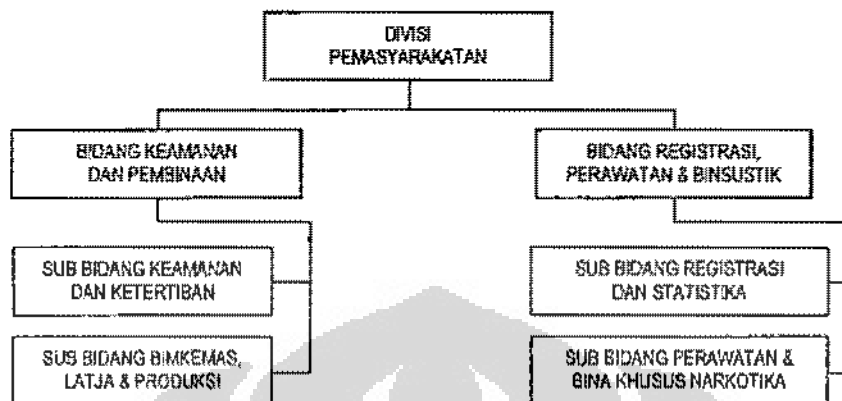 DIVISI
PEMASYARAKATAN
BIDANG KEAMANAN
DAN PEMBINAAN
BIDANG REGISTRASI,
PERAWATAN & BINSUSTIK
SUB BIDANG KEAMANAN
DAN KETERTIBAN
SUB BIDANG REGISTRASI
DAN STATISTIKA
SUS BIDANG BIMKEMAS,
LATJA & PRODUKSI
SUB BIDANG PERAWATAN &
BINA KHUSUS NARKOTIKA